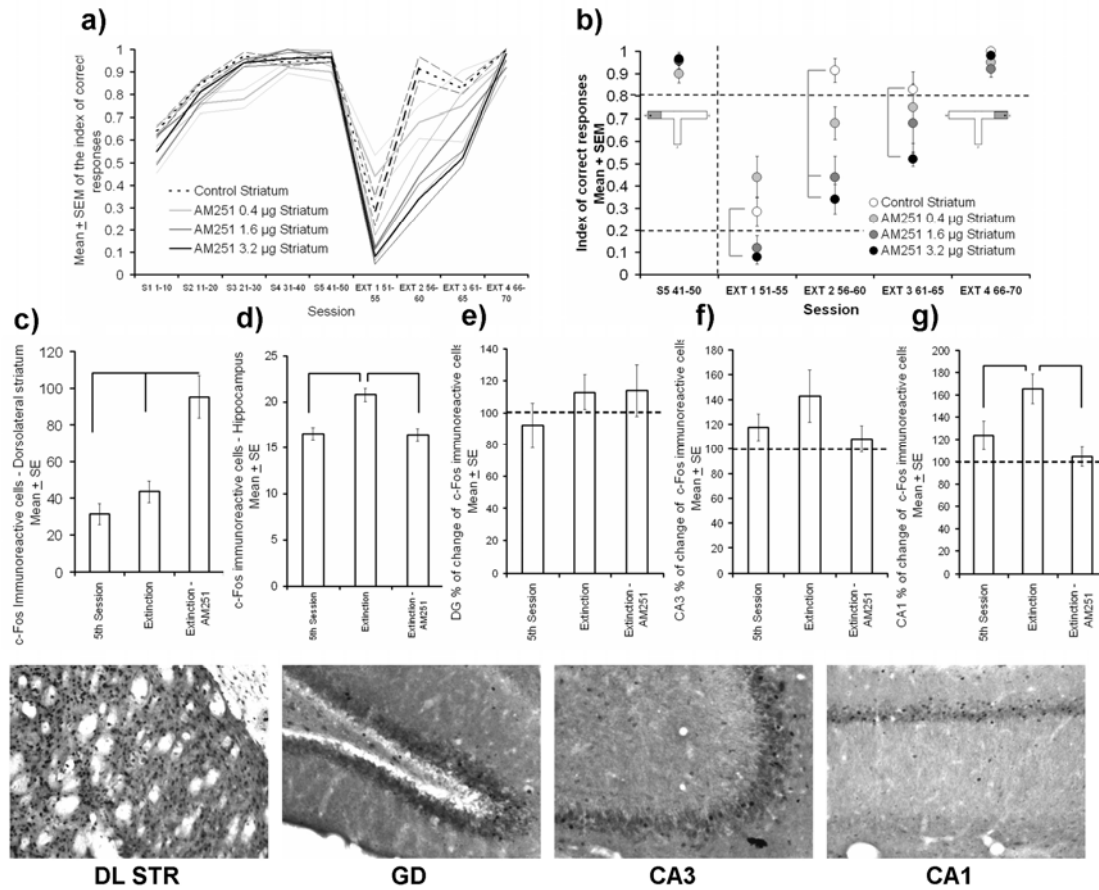 a)
Mean ± SEM of the index of correct
responses
1
0.9
0.8
0.7
0.6
0.5
0.4
0.3
0.2
0.1
0
Control Striatum
AM251 0.4 µg Striatum
AM251 1.6 µg Striatum
AM251 3.2 µg Striatum
S1 1-10
S2 11-20
S3 21-30
S4 31-40
S5 41-50
EXT 1 51-
55
EXT 2 56-
60
EXT 3 61-
65
EXT 4 66-
70
Session
b)
Index of correct responses
Mean + SEM
1
0.9
0.8
0.7
0.6
0.5
0.4
0.3
0.2
0.1
0
Control Striatum
AM251 0.4 µg Striatum
AM251 1.6 µg Striatum
AM251 3.2 µg Striatum
S5 41-50
EXT 1 51-55
EXT 2 56-60
EXT 3 61-65
EXT 4 66-70
Session
c)
c-Fos Immunoreactive cells - Dorsolateral striatum
Mean ± SE
120
100
80
60
40
20
0
5th Session
Extinction
Extinction -
AM251
d)
c-Fos immunoreactive cells - Hippocampus
Mean ± SE
25
20
15
10
5
0
5th Session
Extinction
Extinction -
AM251
e)
DG % of change of c-Fos immunoreactive cells
Mean ± SE
140
120
100
80
60
40
20
0
5th Session
Extinction
Extinction -
AM251
f)
CA3 % of change of c-Fos immunoreactive cells
Mean ± SE
180
160
140
120
100
80
60
40
20
0
5th Session
Extinction
Extinction -
AM251
g)
CA1 % of change of c-Fos immunoreactive cells
Mean ± SE
200
180
160
140
120
100
80
60
40
20
0
5th Session
Extinction
Extinction -
AM251
DL STR
GD
CA3
CA1